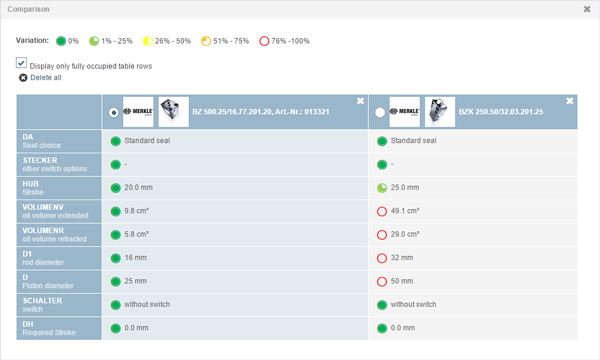 Comparison
Variation: 0% 1% - 25% 26% - 50% 51% - 75% 76% -100%
Display only fully occupied table rows
Delete all
MERKLE BZ 500.25/16.77.201.20, Art.-Nr.: 013321 MERKLE BZK 250.50/32.03.201.25
DA
Seal choice
Standard seal Standard seal
STECKER
other switch options
- -
HUB
Stroke
20.0 mm 25.0 mm
VOLUMENV
oil volume extended
9.8 cm³ 49.1 cm³
VOLUMENR
oil volume retracted
5.8 cm³ 29.0 cm³
D1
rod diameter
16 mm 32 mm
D
Piston diameter
25 mm 50 mm
SCHALTER
switch
without switch without switch
DH
Required Stroke
0.0 mm 0.0 mm